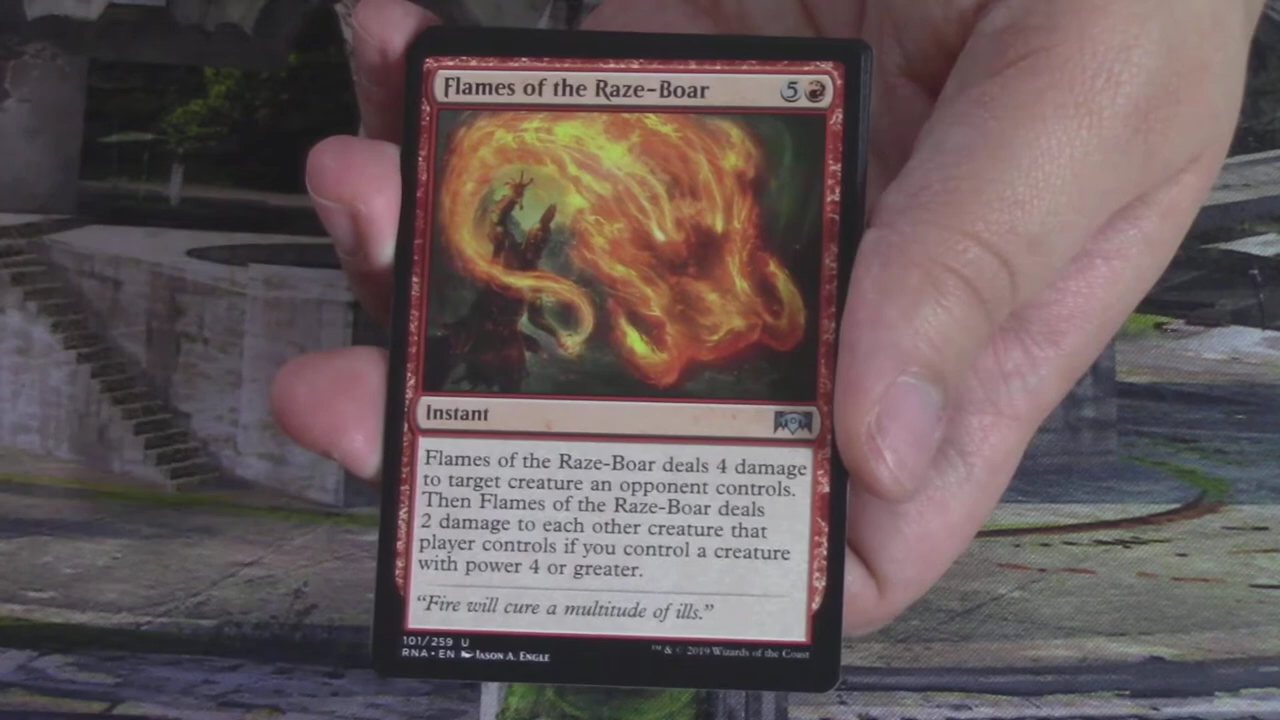 Flames of the Raze-Boar 5
Instant
Flames of the Raze-Boar deals 4 damage
to target creature an opponent controls.
Then Flames of the Raze-Boar deals
2 damage to each other creature that
player controls if you control a creature
with power 4 or greater.
"Fire will cure a multitude of ills."
101/259 U
RNA • EN Jason A. Engle
™ & © 2019 Wizards of the Coast